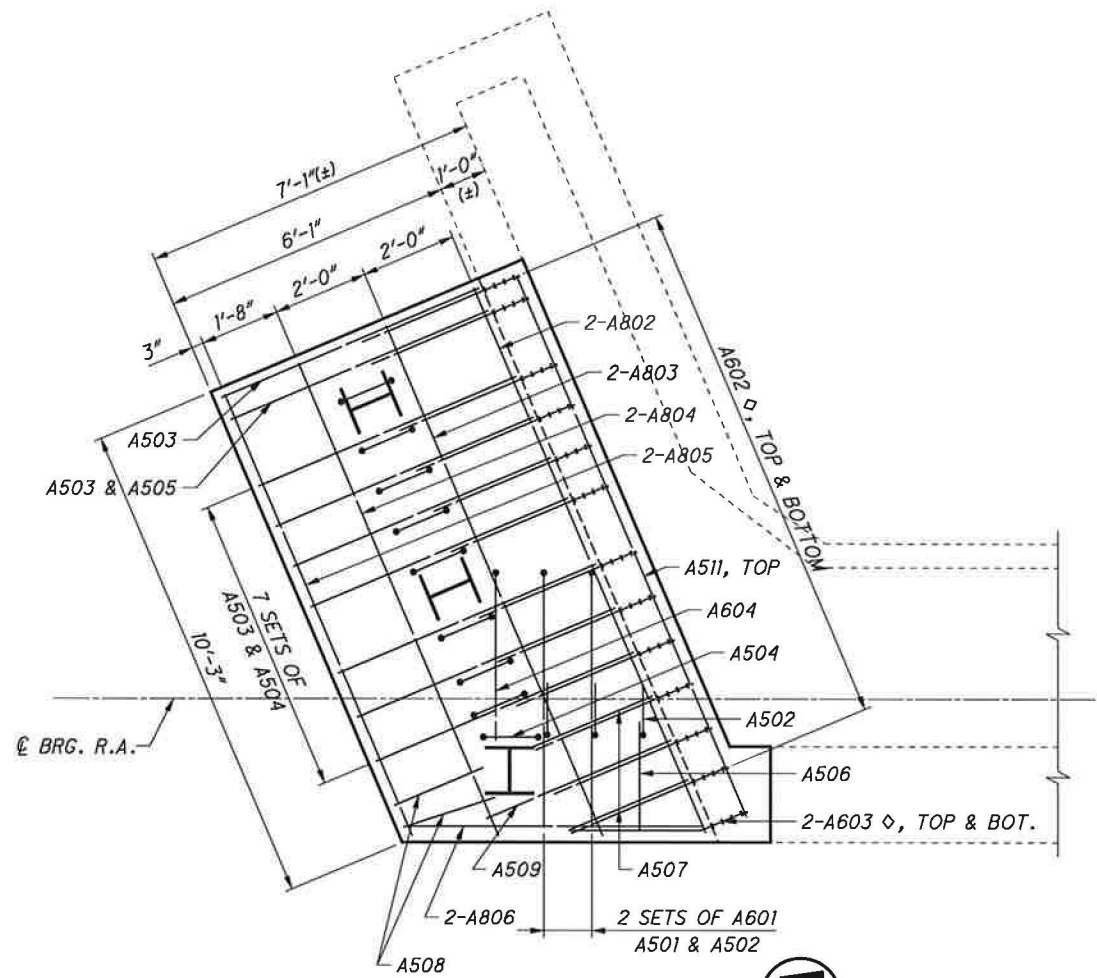 7'-1"(±)
1'-0"
(±)
6'-1"
2'-0"
2'-0"
1'-8"
3"
2-A802
2-A803
2-A804
2-A805
A602 ◇, TOP & BOTTOM
A503
A503 & A505
7 SETS OF
A503 & A504
10'-3"
A511, TOP
A604
A504
A502
A506
℄ BRG. R.A.
2-A603 ◇, TOP & BOT.
A509
A507
2-A806
2 SETS OF A601
A501 & A502
A508